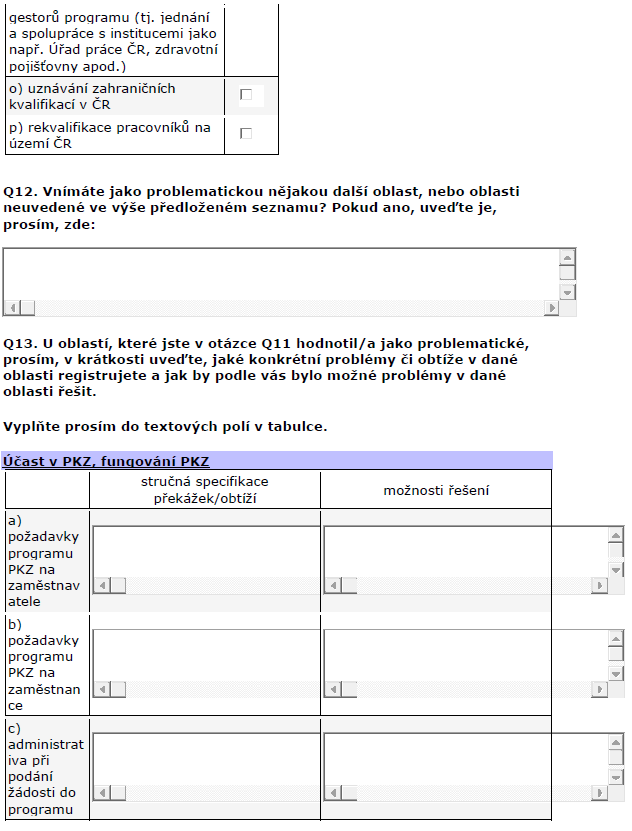 gestorů programu (tj. jednání
a spolupráce s institucemi jako
např. Úřad práce ČR, zdravotní
pojišťovny apod.)
o) uznávání zahraničních
kvalifikací v ČR
p) rekvalifikace pracovníků na
území ČR
Q12. Vnímáte jako problematickou nějakou další oblast, nebo oblasti
neuvedené ve výše předloženém seznamu? Pokud ano, uveďte je,
prosím, zde:
Q13. U oblastí, které jste v otázce Q11 hodnotil/a jako problematické,
prosím, v krátkosti uveďte, jaké konkrétní problémy či obtíže v dané
oblasti registrujete a jak by podle vás bylo možné problémy v dané
oblasti řešit.
Vyplňte prosím do textových polí v tabulce.
Účast v PKZ, fungování PKZ
stručná specifikace
překážek/obtíží
možnosti řešení
a)
požadavky
programu
PKZ na
zaměstnav
atele
b)
požadavky
programu
PKZ na
zaměstnan
ce
c)
administrat
iva při
podání
žádosti do
programu